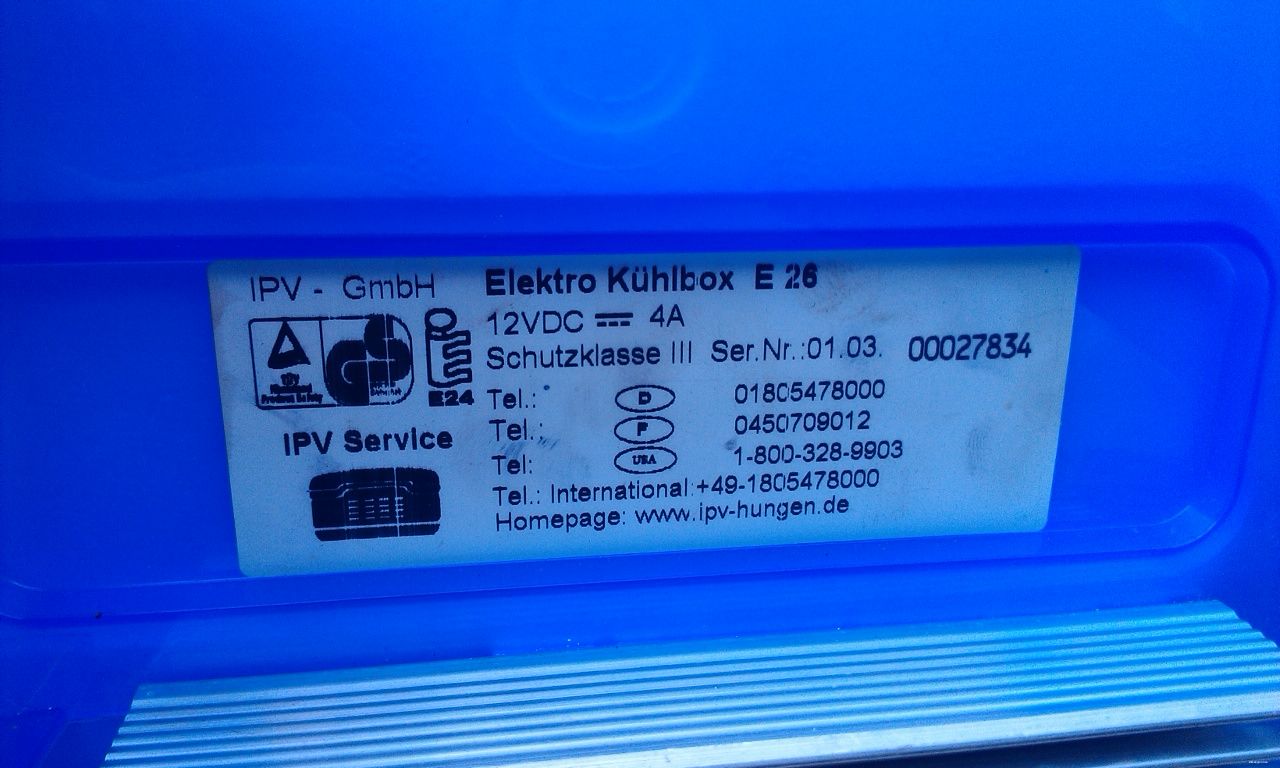 IPV - GmbH
Elektro Kühlbox E 26
12VDC 4A
Schutzklasse III Ser.Nr.:01.03. 00027834
E24
Tel.: D 01805478000
Tel.: F 0450709012
Tel: USA 1-800-328-9903
Tel.: International:+49-1805478000
Homepage: www.ipv-hungen.de
GS
IPV Service